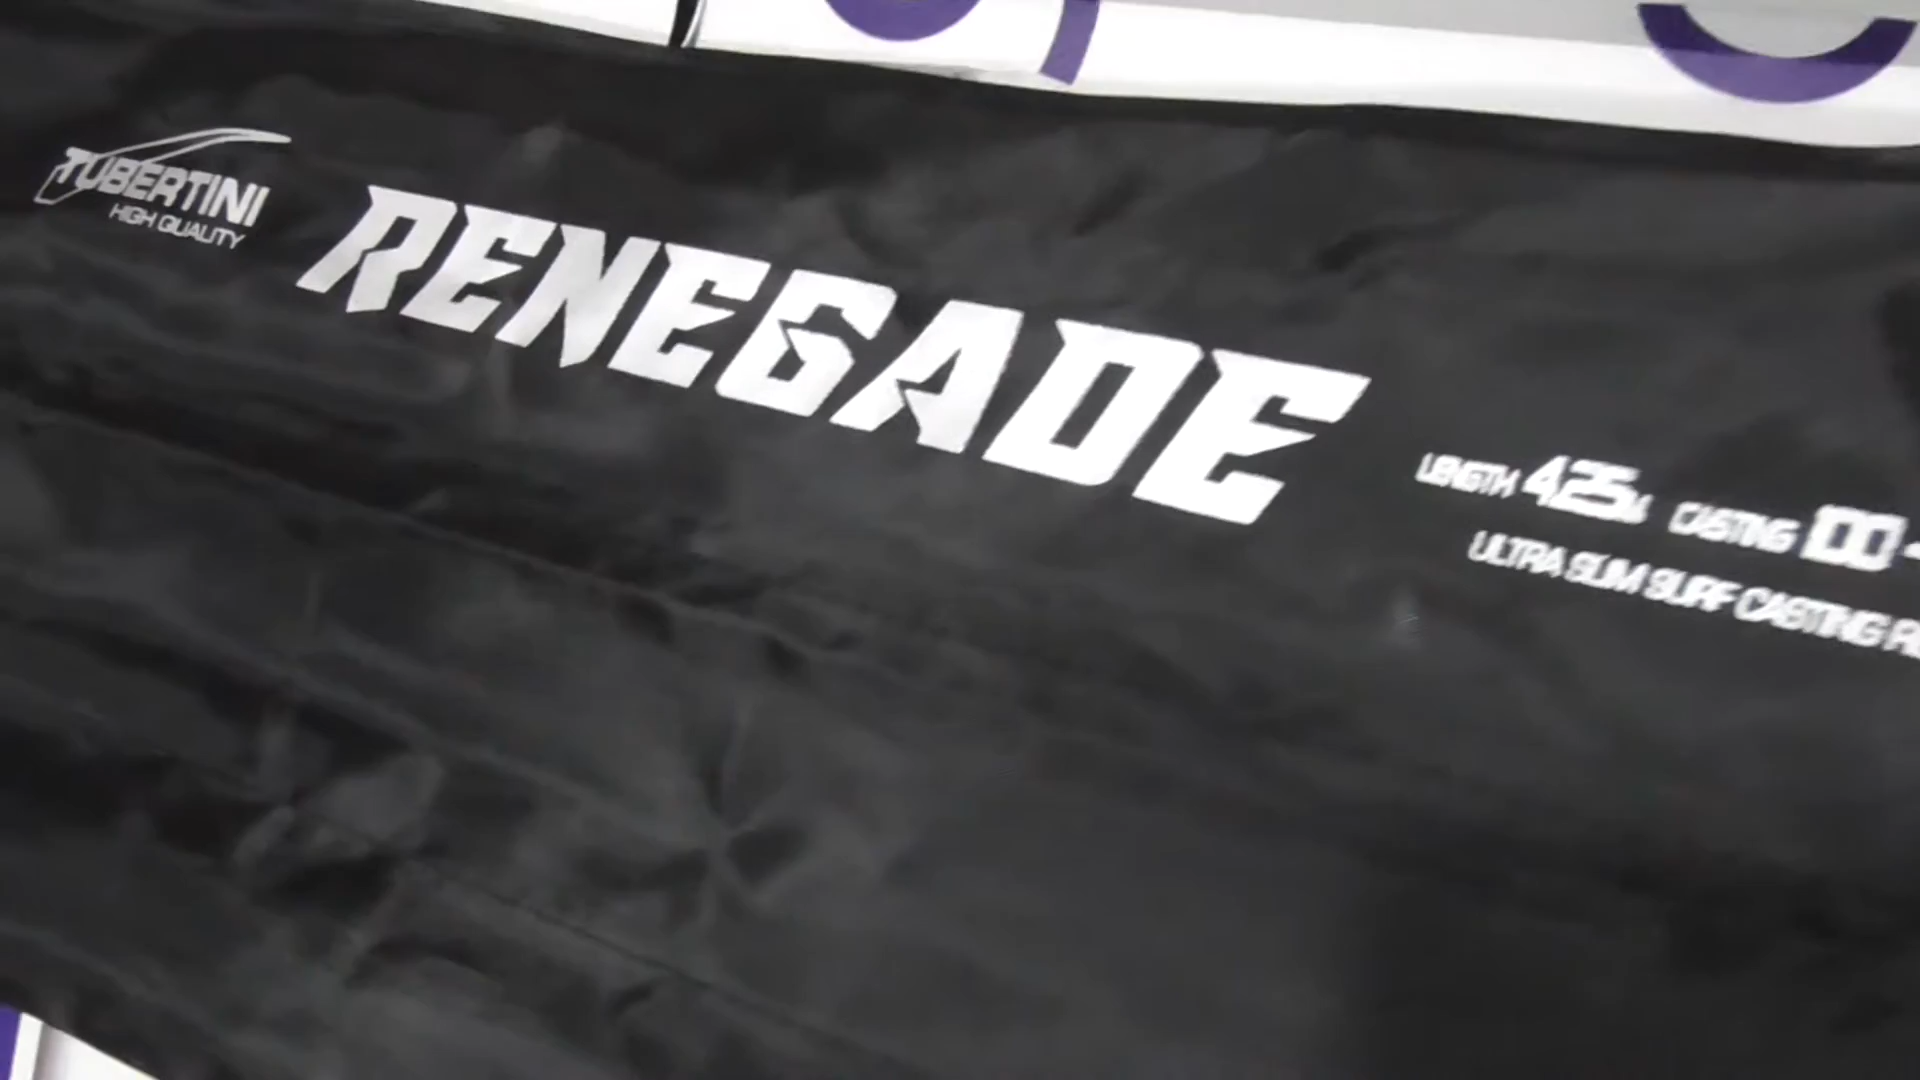 TUBERTINI
HIGH QUALITY
RENEGADE
LENGTH 4,25M CASTING
ULTRA SLIM SURF CASTING